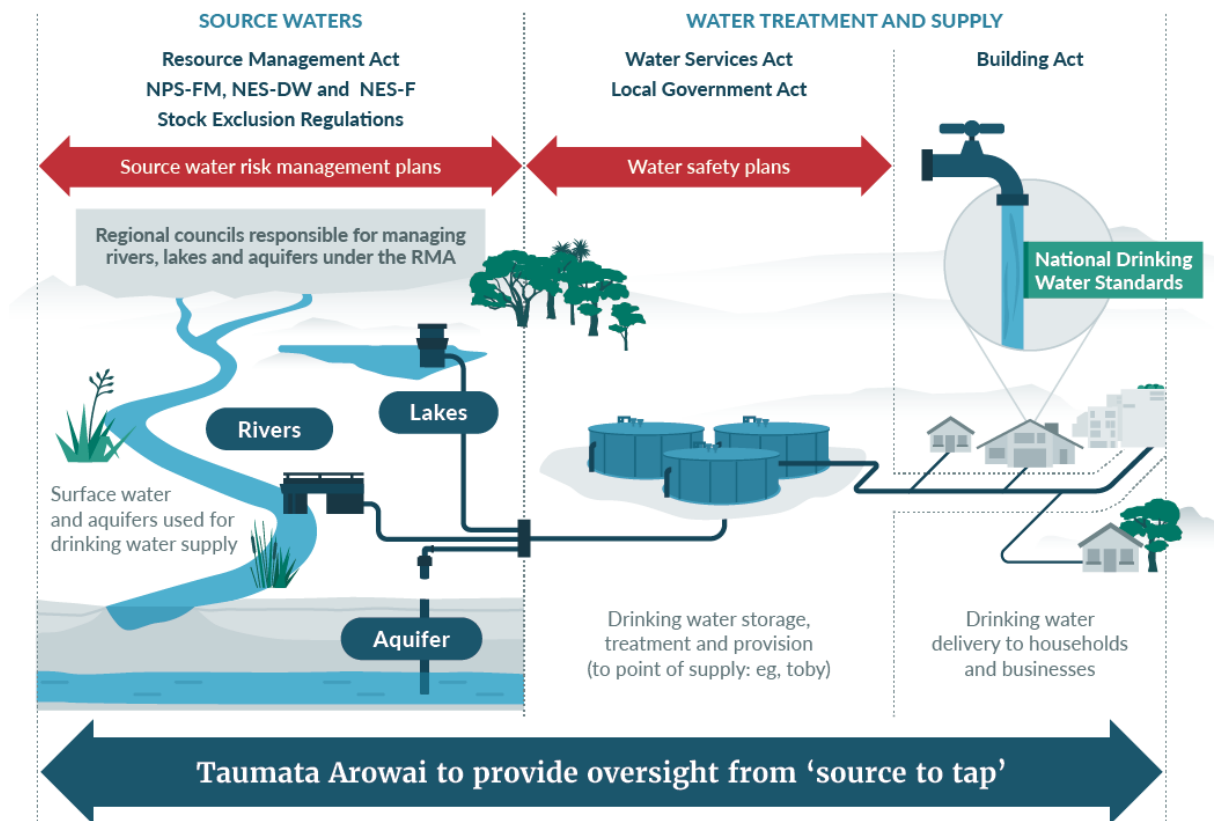 SOURCE WATERS
WATER TREATMENT AND SUPPLY
Resource Management Act
NPS-FM, NES-DW and NES-F
Stock Exclusion Regulations
Water Services Act
Local Government Act
Building Act
Source water risk management plans
Water safety plans
Regional councils responsible for managing
rivers, lakes and aquifers under the RMA
National Drinking
Water Standards
Lakes
Rivers
Surface water
and aquifers used for
drinking water supply
Aquifer
Drinking water storage,
treatment and provision
(to point of supply: eg, toby)
Drinking water
delivery to households
and businesses
Taumata Arowai to provide oversight from ‘source to tap’